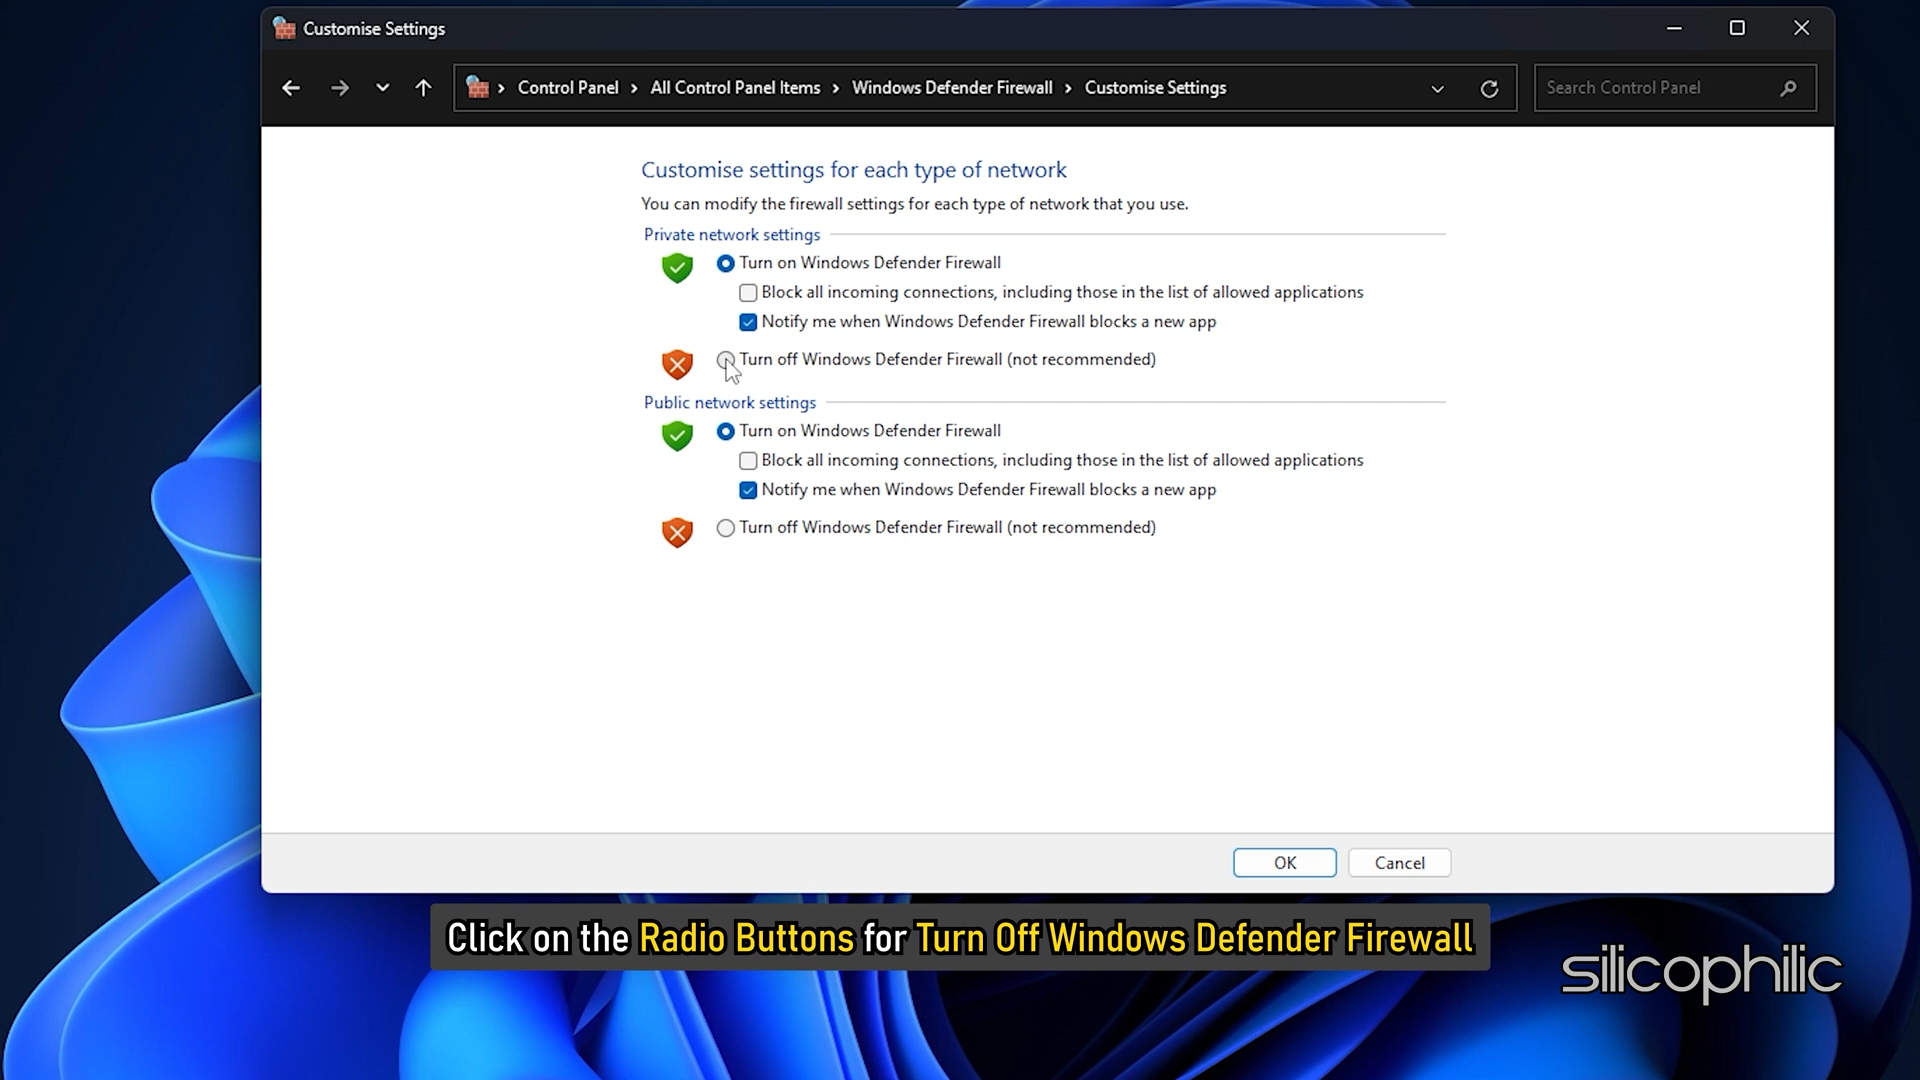 Customise Settings
Control Panel > All Control Panel Items > Windows Defender Firewall > Customise Settings
Search Control Panel
Customise settings for each type of network
You can modify the firewall settings for each type of network that you use.
Private network settings
Turn on Windows Defender Firewall
Block all incoming connections, including those in the list of allowed applications
Notify me when Windows Defender Firewall blocks a new app
Turn off Windows Defender Firewall (not recommended)
Public network settings
Turn on Windows Defender Firewall
Block all incoming connections, including those in the list of allowed applications
Notify me when Windows Defender Firewall blocks a new app
Turn off Windows Defender Firewall (not recommended)
OK
Cancel
Click on the Radio Buttons for Turn Off Windows Defender Firewall
silicophilic